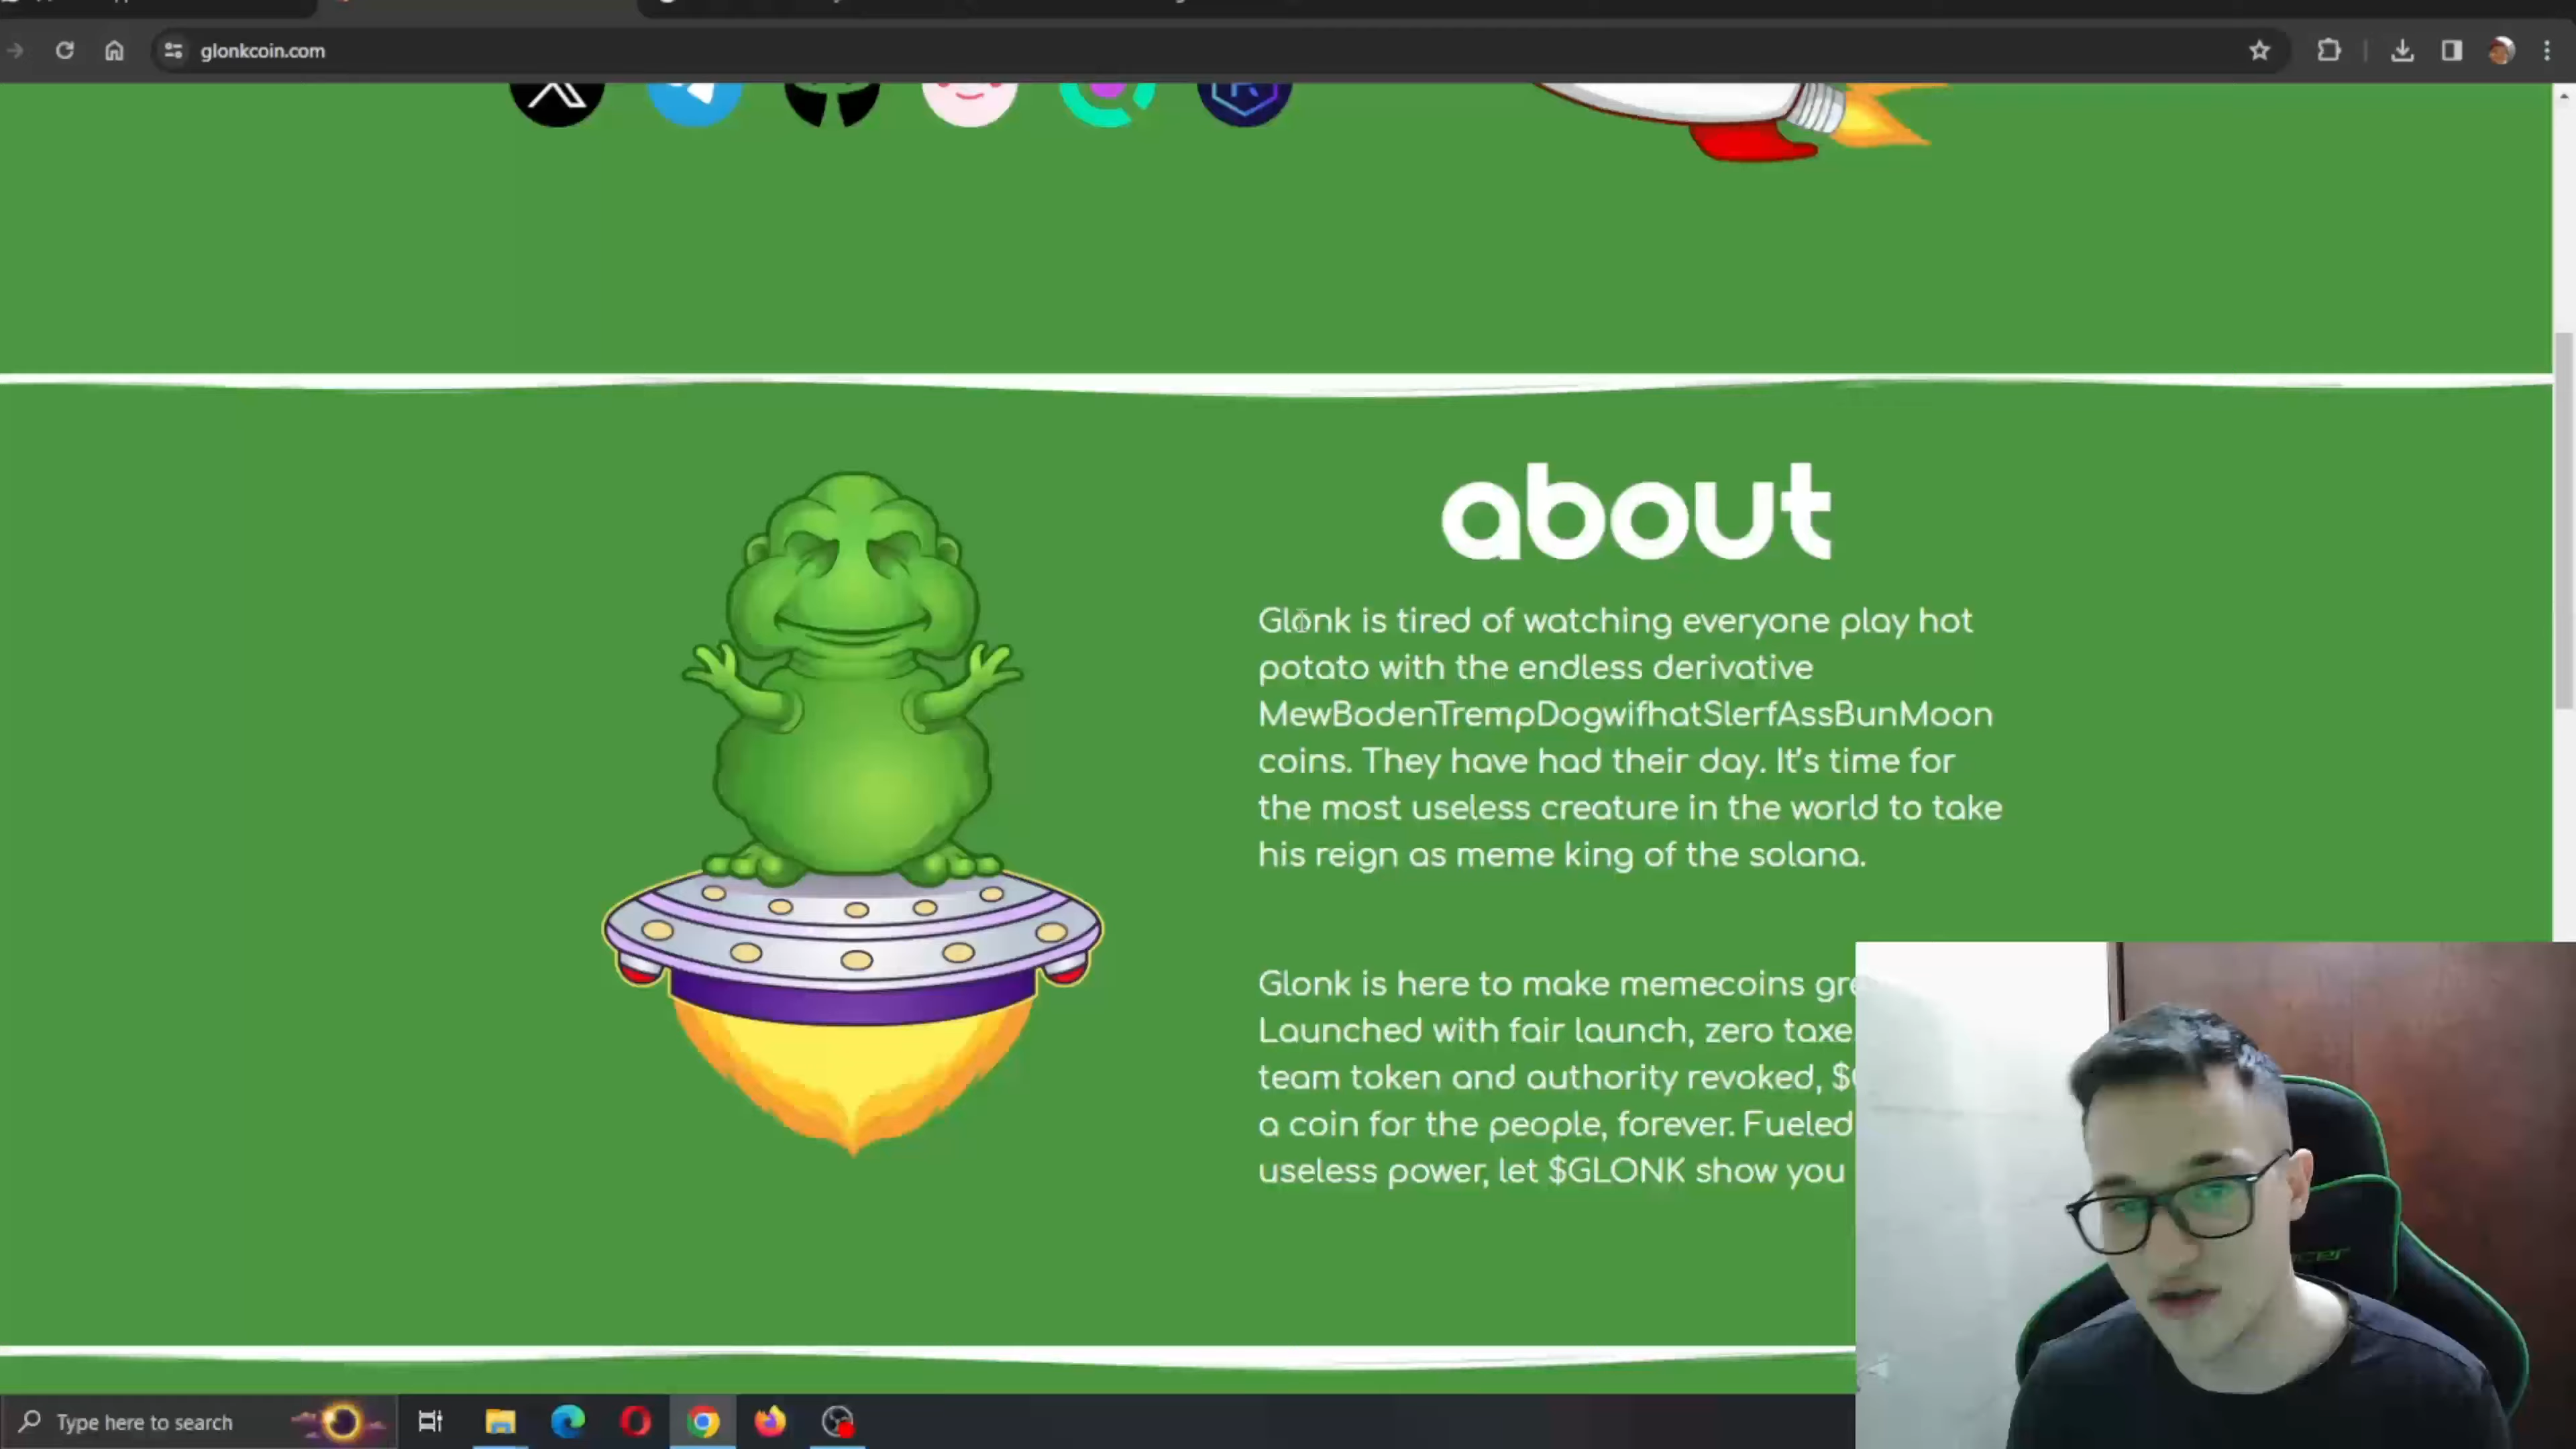 glonkcoin.com
about
Glonk is tired of watching everyone play hot
potato with the endless derivative
MewBodenTrempDogwifhatSlerfAssBunMoon
coins. They have had their day. It's time for
the most useless creature in the world to take
his reign as meme king of the solana.
Glonk is here to make memecoins
Launched with fair launch, zero
team token and authority revoked,
a coin for the people, forever. Fueled
useless power, let $GLONK show you
Type here to search